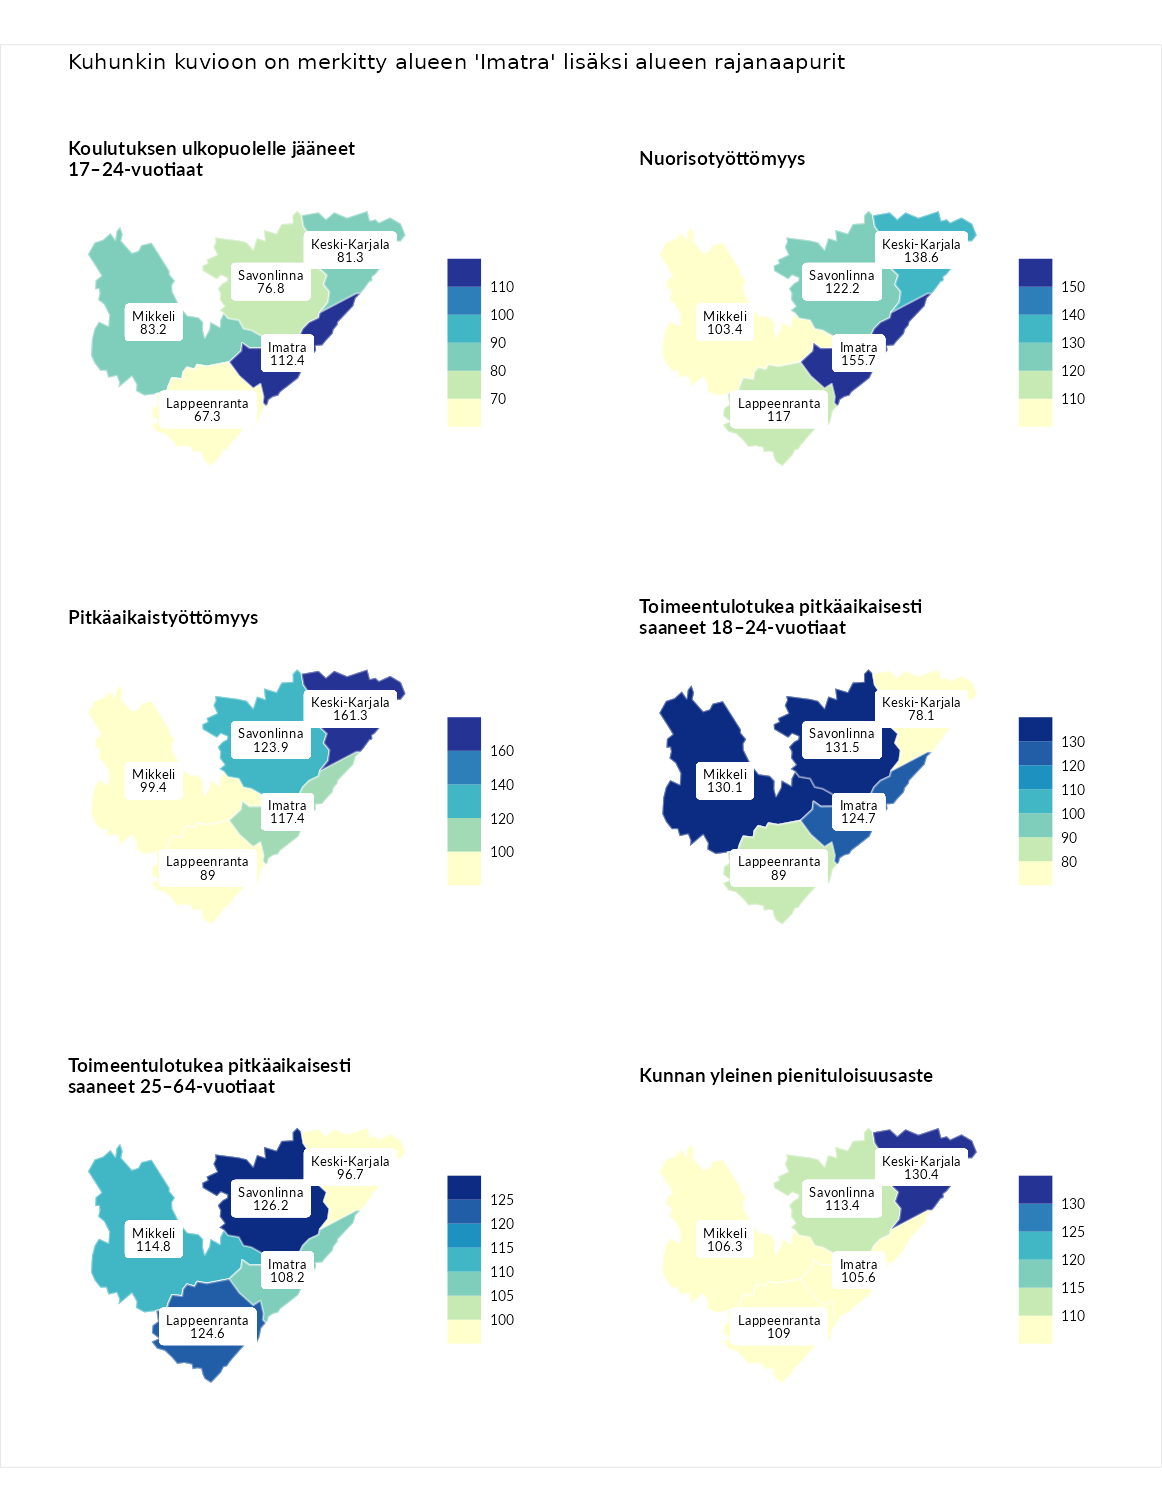 Kuhunkin kuvioon on merkitty alueen 'Imatra' lisäksi alueen rajanaapurit
Koulutuksen ulkopuolelle jääneet
17–24-vuotiaat
Keski-Karjala
81.3
Savonlinna
76.8
Mikkeli
83.2
Imatra
112.4
Lappeenranta
67.3
110
100
90
80
70
Nuorisotyöttömyys
Keski-Karjala
138.6
Savonlinna
122.2
Mikkeli
103.4
Imatra
155.7
Lappeenranta
117
150
140
130
120
110
Pitkäaikaistyöttömyys
Keski-Karjala
161.3
Savonlinna
123.9
Mikkeli
99.4
Imatra
117.4
Lappeenranta
89
160
140
120
100
Toimeentulotukea pitkäaikaisesti
saaneet 18–24-vuotiaat
Keski-Karjala
78.1
Savonlinna
131.5
Mikkeli
130.1
Imatra
124.7
Lappeenranta
89
130
120
110
100
90
80
Toimeentulotukea pitkäaikaisesti
saaneet 25–64-vuotiaat
Keski-Karjala
96.7
Savonlinna
126.2
Mikkeli
114.8
Imatra
108.2
Lappeenranta
124.6
125
120
115
110
105
100
Kunnan yleinen pienituloisuusaste
Keski-Karjala
130.4
Savonlinna
113.4
Mikkeli
106.3
Imatra
105.6
Lappeenranta
109
130
125
120
115
110